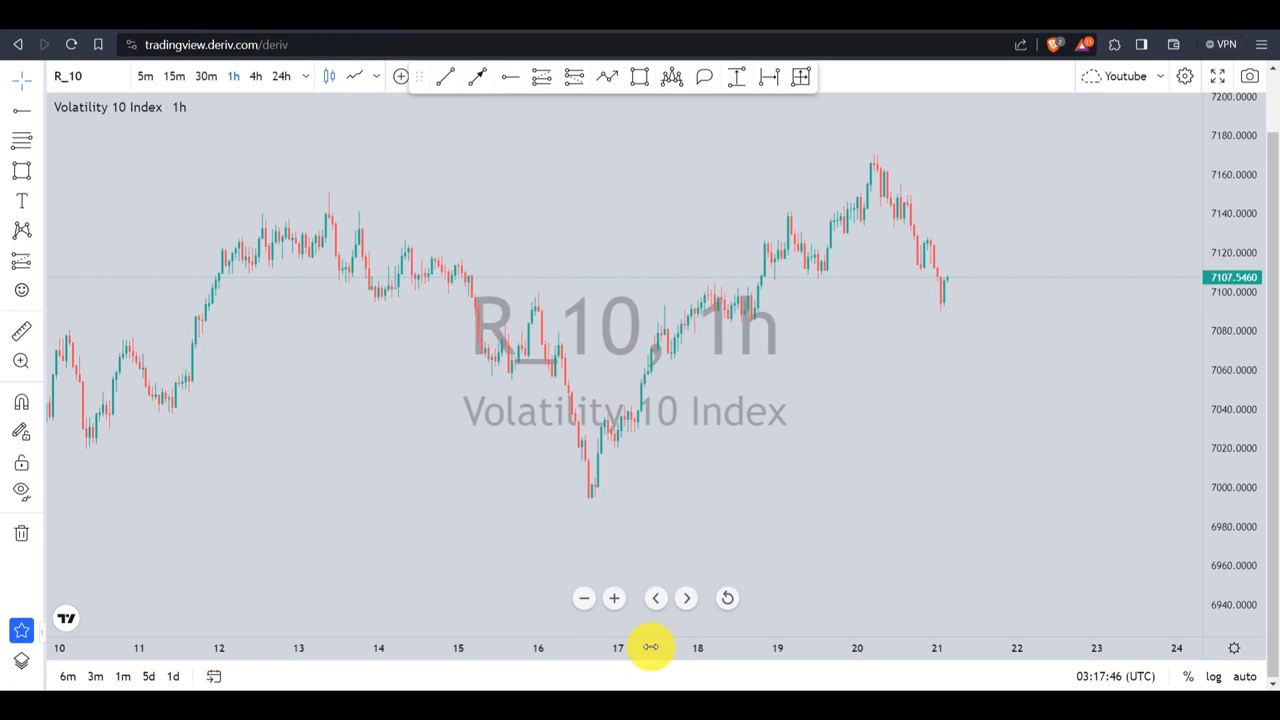 tradingview.deriv.com/deriv
2
11
VPN
R_10
5m 15m 30m 1h 4h 24h
Youtube
Volatility 10 Index 1h
7200.0000
7180.0000
7160.0000
7140.0000
7120.0000
7107.5460
7100.0000
7080.0000
7060.0000
7040.0000
7020.0000
7000.0000
6980.0000
6960.0000
6940.0000
R_10, 1h
Volatility 10 Index
10 11 12 13 14 15 16 17 18 19 20 21 22 23 24
6m 3m 1m 5d 1d
03:17:46 (UTC) % log auto